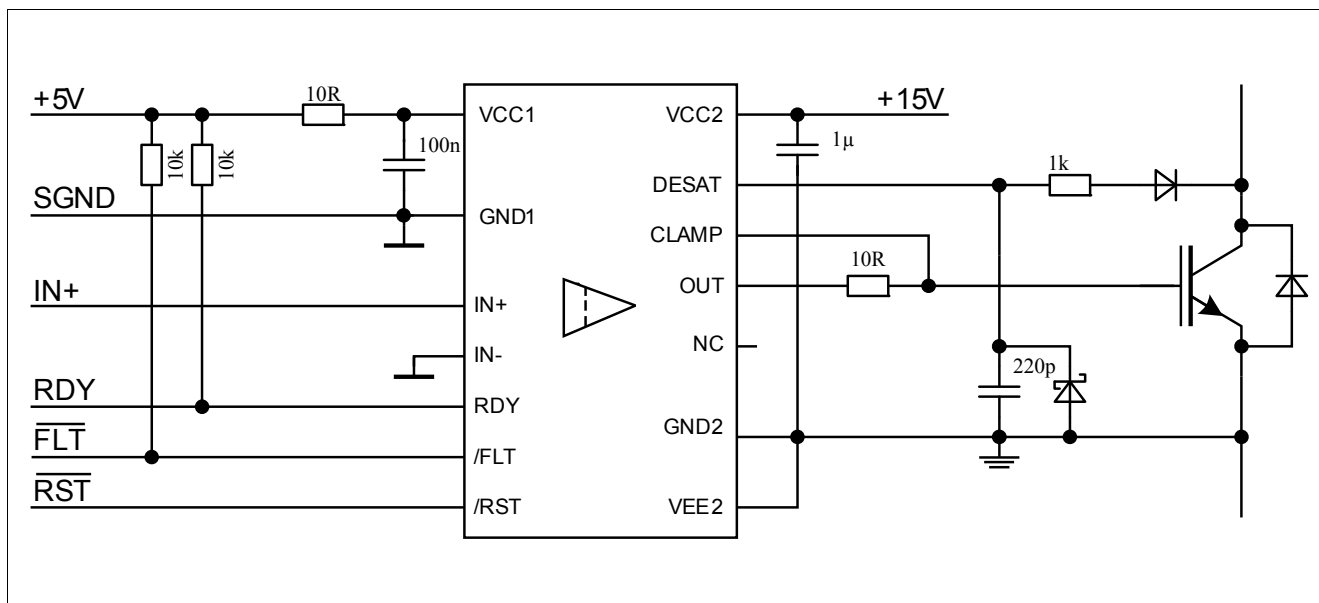 +5V
10R
VCC1
VCC2
+15V
10k
10k
100n
1µ
1k
DESAT
SGND
GND1
CLAMP
10R
IN+
IN+
OUT
IN-
NC
220p
RDY
RDY
GND2
FLT
/FLT
RST
/RST
VEE2